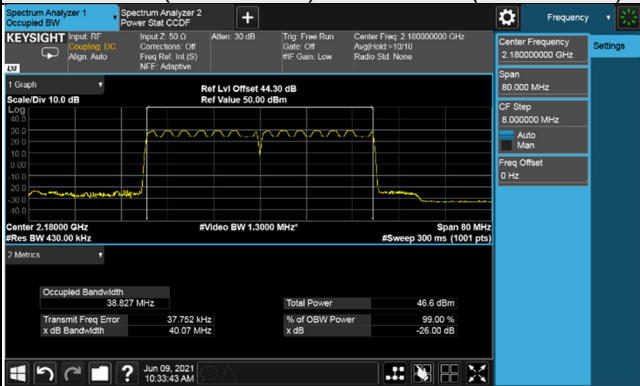 Spectrum Analyzer 1
Occupied BW
Spectrum Analyzer 2
Power Stat CCDF
+
Frequency
KEYSIGHT
Input: RF
Coupling: DC
Align: Auto
Input Z: 50 Ω
Corrections: Off
Freq Ref: Int (S)
NFE: Adaptive
Atten: 30 dB
Trig: Free Run
Gate: Off
#IF Gain: Low
Center Freq: 2.180000000 GHz
Avg|Hold:>10/10
Radio Std: None
LXI
Center Frequency
2.180000000 GHz
Settings
Span
80.000 MHz
CF Step
8.000000 MHz
Auto
Man
Freq Offset
0 Hz
1 Graph
Scale/Div 10.0 dB
Ref Lvl Offset 44.30 dB
Ref Value 50.00 dBm
Log
40.0
30.0
20.0
10.0
0.00
-10.0
-20.0
-30.0
-40.0
Center 2.18000 GHz
#Res BW 430.00 kHz
#Video BW 1.3000 MHz*
Span 80 MHz
#Sweep 300 ms (1001 pts)
2 Metrics
Occupied Bandwidth
38.827 MHz
Transmit Freq Error 37.752 kHz
x dB Bandwidth 40.07 MHz
Total Power 46.6 dBm
% of OBW Power 99.00 %
x dB -26.00 dB
?
Jun 09, 2021
10:33:43 AM